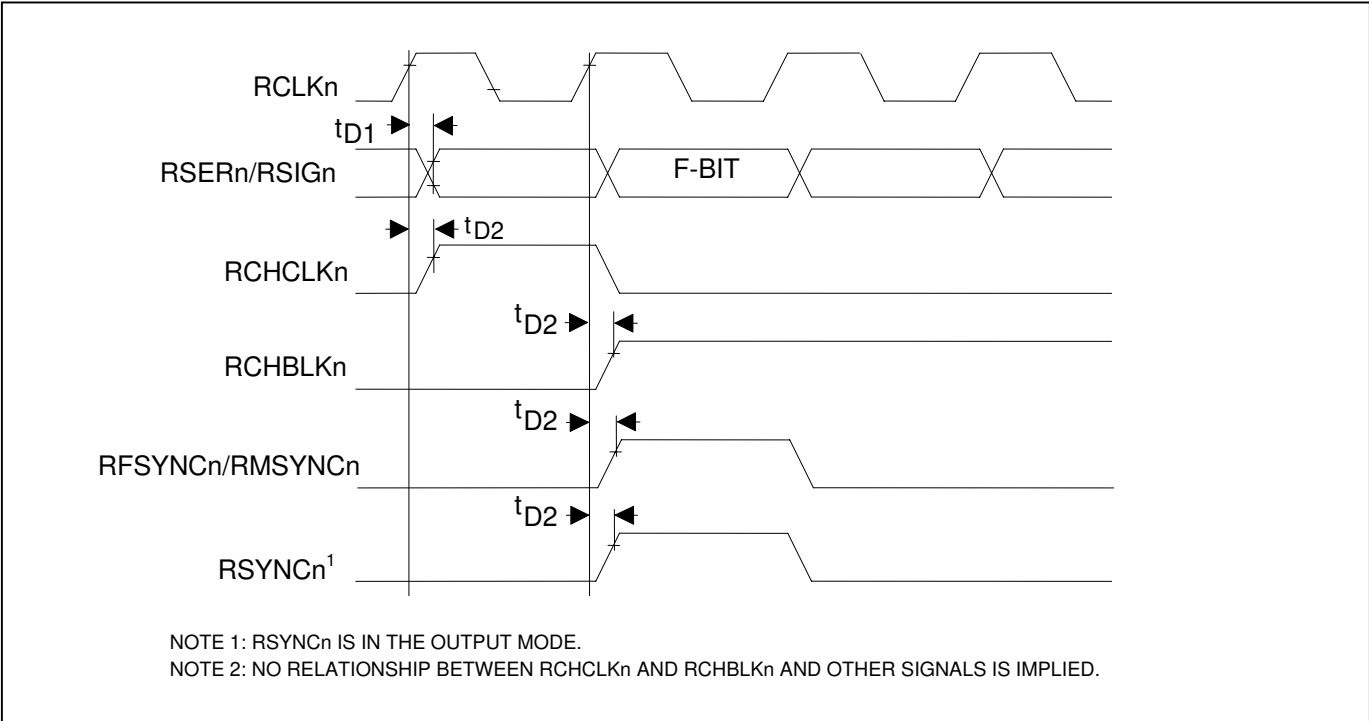 RCLKn
tD1
RSERn/RSIGn
F-BIT
tD2
RCHCLKn
tD2
RCHBLKn
tD2
RFSYNCn/RMSYNCn
tD2
RSYNCn¹
NOTE 1: RSYNCn IS IN THE OUTPUT MODE.
NOTE 2: NO RELATIONSHIP BETWEEN RCHCLKn AND RCHBLKn AND OTHER SIGNALS IS IMPLIED.